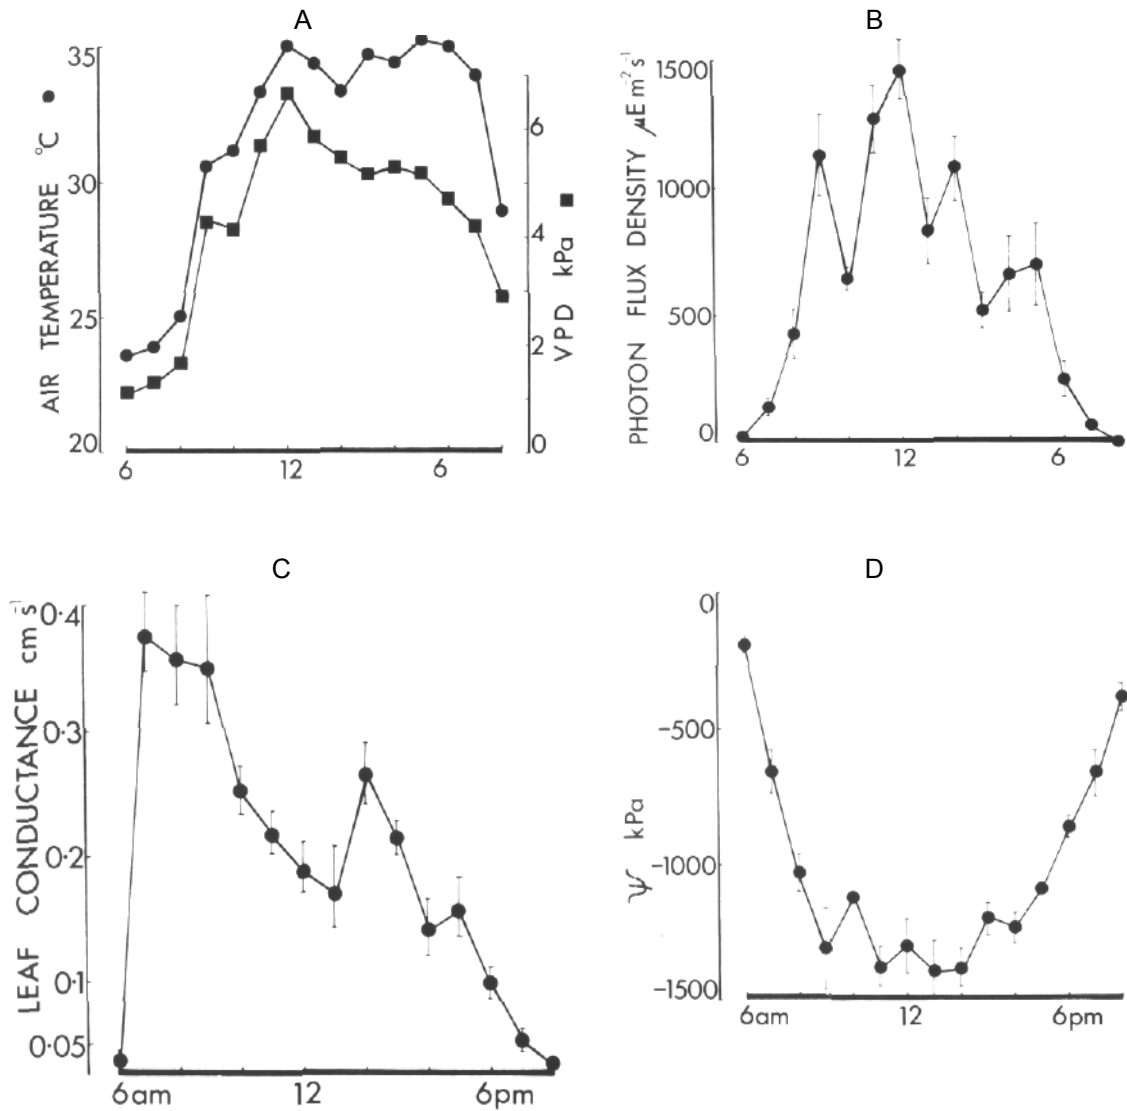 A
35
30
25
20
AIR TEMPERATURE °C
6
4
2
0
VPD kPa
6
12
6
B
1500
1000
500
0
PHOTON FLUX DENSITY µE m⁻² s⁻¹
6
12
6
C
0·4
0·3
0·2
0·1
0·05
LEAF CONDUCTANCE cm s⁻¹
6am
12
6pm
D
0
-500
-1000
-1500
Ψ kPa
6am
12
6pm